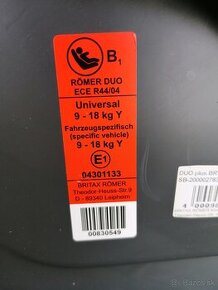 B1
RÖMER DUO
ECE R44/04
Universal
9 - 18 kg Y
Fahrzeugspezifisch
(specific vehicle)
9 - 18 kg Y
E1
04301133
BRITAX RÖMER
Theodor-Heuss-Str.9
D - 89340 Leipheim
00830549
DUO plus, BR